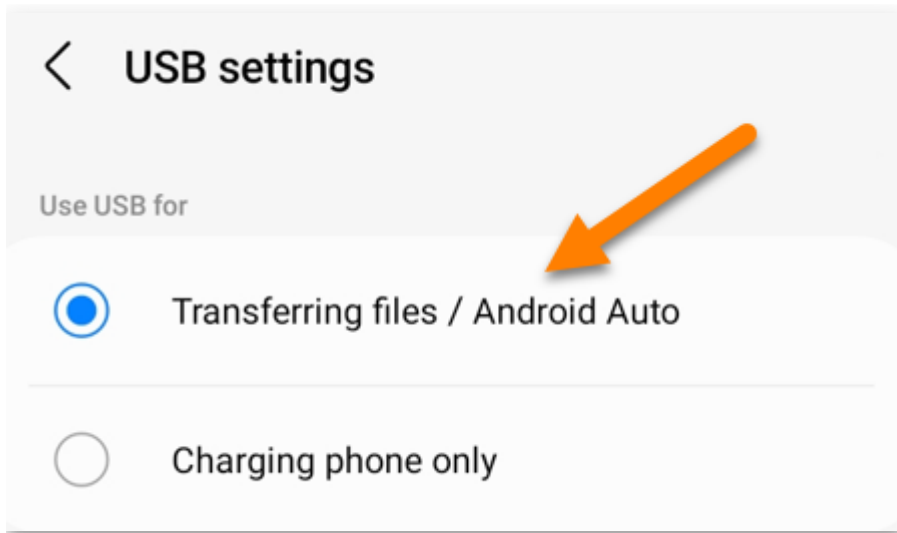 USB settings
Use USB for
Transferring files / Android Auto
Charging phone only